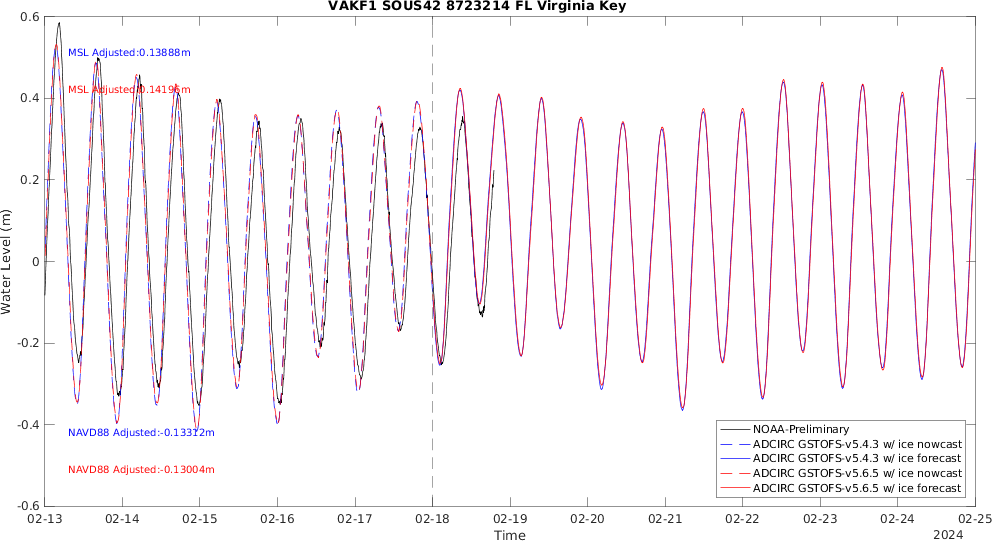 VAKF1 SOUS42 8723214 FL Virginia Key
0.6
MSL Adjusted:0.13888m
MSL Adjusted:0.14195m
0.4
0.2
0
-0.2
-0.4
-0.6
Water Level (m)
NAVD88 Adjusted:-0.13312m
NAVD88 Adjusted:-0.13004m
NOAA-Preliminary
ADCIRC GSTOFS-v5.4.3 w/ ice nowcast
ADCIRC GSTOFS-v5.4.3 w/ ice forecast
ADCIRC GSTOFS-v5.6.5 w/ ice nowcast
ADCIRC GSTOFS-v5.6.5 w/ ice forecast
02-13 02-14 02-15 02-16 02-17 02-18 02-19 02-20 02-21 02-22 02-23 02-24 02-25
Time
2024